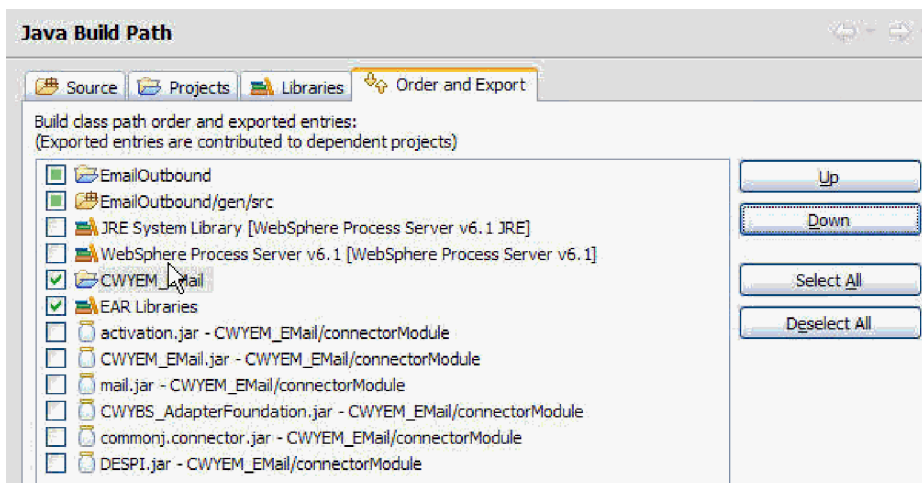 Java Build Path
Source Projects Libraries Order and Export
Build class path order and exported entries:
(Exported entries are contributed to dependent projects)
EmailOutbound
EmailOutbound/gen/src
JRE System Library [WebSphere Process Server v6.1 JRE]
WebSphere Process Server v6.1 [WebSphere Process Server v6.1]
CWYEM_EMail
EAR Libraries
activation.jar - CWYEM_EMail/connectorModule
CWYEM_EMail.jar - CWYEM_EMail/connectorModule
mail.jar - CWYEM_EMail/connectorModule
CWYBS_AdapterFoundation.jar - CWYEM_EMail/connectorModule
commonj.connector.jar - CWYEM_EMail/connectorModule
DESPI.jar - CWYEM_EMail/connectorModule
Up
Down
Select All
Deselect All